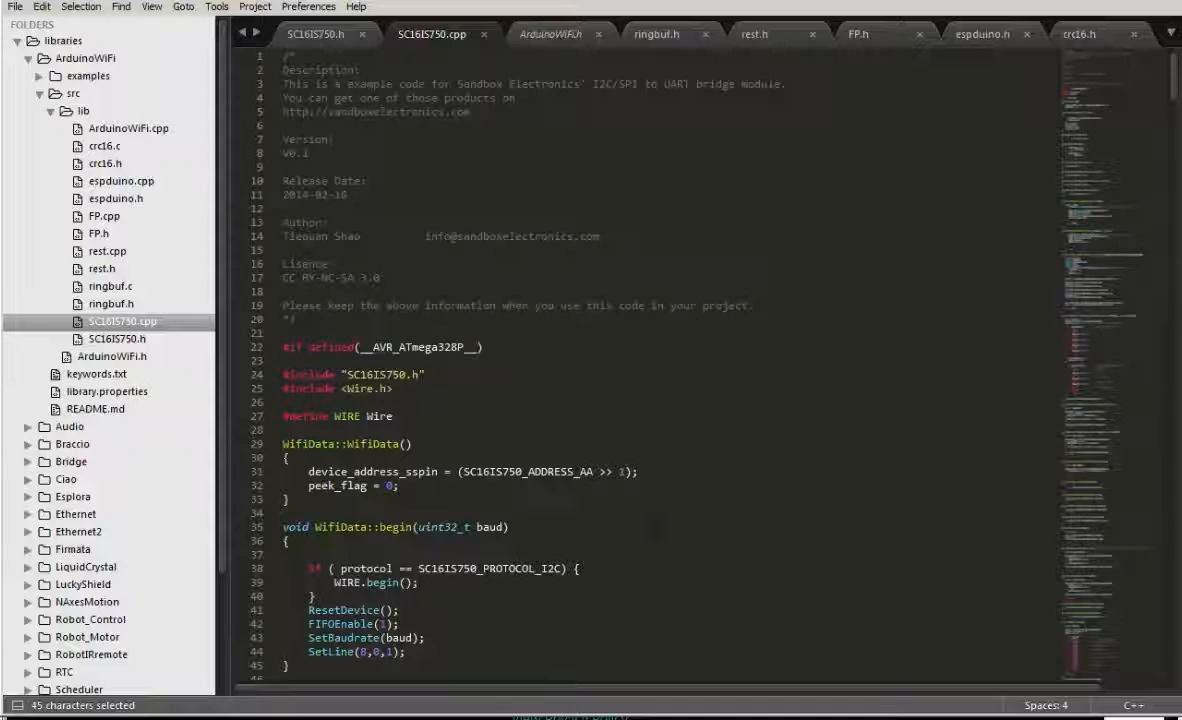 File Edit Selection Find View Goto Tools Project Preferences Help
FOLDERS
libraries
ArduinoWiFi
examples
src
lib
ArduinoWiFi.cpp
crc16.c
crc16.h
espduino.cpp
espduino.h
FP.cpp
FP.h
rest.cpp
rest.h
ringbuf.c
ringbuf.h
SC16IS750.cpp
SC16IS750.h
ArduinoWiFi.h
keywords.txt
library.properties
README.md
Audio
Braccio
Bridge
Ciao
Esplora
Ethernet
Ethernet2
Firmata
LiquidCrystal
LuckyShield
NAxesMotion
Robot_Control
Robot_Motor
RobotIRremote
RTC
Scheduler
SC16IS750.h SC16IS750.cpp ArduinoWiFi.h ringbuf.h rest.h FP.h espduino.h crc16.h
1 /*
2 Description:
3 This is a example code for Sandbox Electronics' I2C/SPI to UART bridge module.
4 You can get one of those products on
5 http://sandboxelectronics.com
6
7 Version:
8 V0.1
9
10 Release Date:
11 2014-02-16
12
13 Author:
14 Tiequan Shao info@sandboxelectronics.com
15
16 Lisence:
17 CC BY-NC-SA 3.0
18
19 Please keep the above information when you use this code in your project.
20 */
21
22 #if defined(__AVR_ATmega328P__)
23
24 #include "SC16IS750.h"
25 #include <Wire.h>
26
27 #define WIRE Wire
28
29 WifiData::WifiData()
30 {
31 device_address_sspin = (SC16IS750_ADDRESS_AA >> 1);
32 peek_flag = 0;
33 }
34
35 void WifiData::begin(uint32_t baud)
36 {
37
38 if ( protocol == SC16IS750_PROTOCOL_I2C) {
39 WIRE.begin();
40 }
41 ResetDevice();
42 FIFOEnable(1);
43 SetBaudrate(baud);
44 SetLine(8,0,1);
45 }
46
45 characters selected Spaces: 4 C++